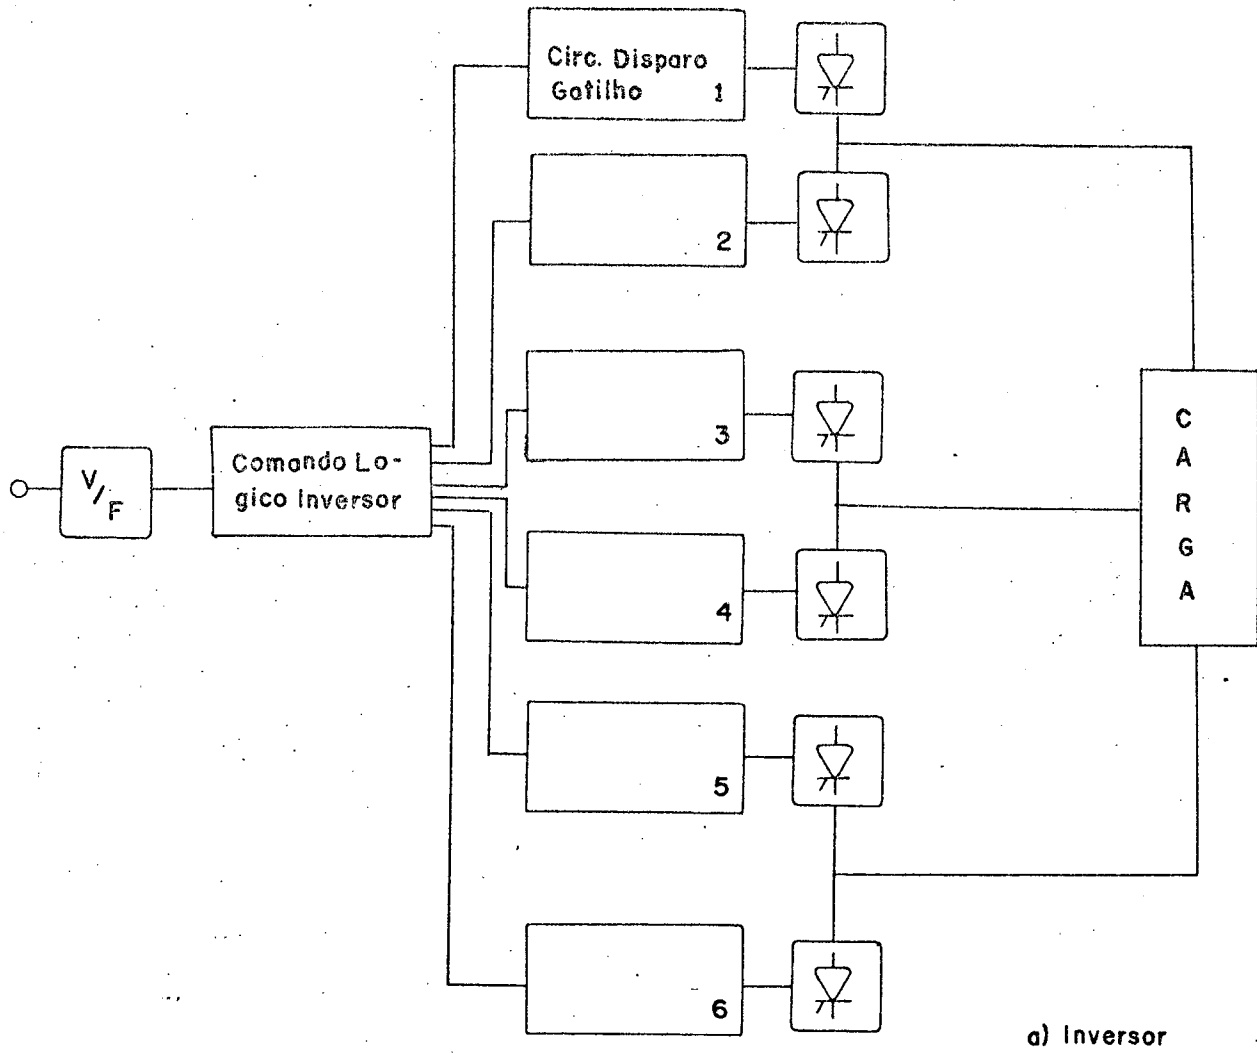 Circ. Disparo
Gatilho 1
2
3
V/F
Comando Lo-
gico Inversor
4
5
6
C
A
R
G
A
a) Inversor